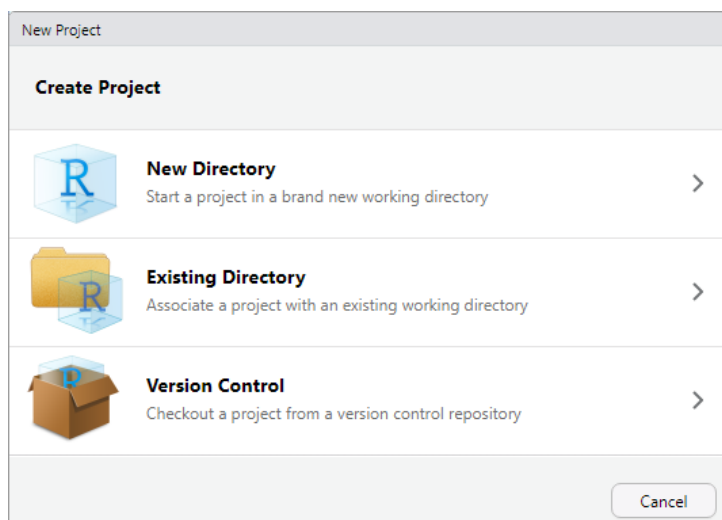 New Project
Create Project
R
New Directory
Start a project in a brand new working directory
R
Existing Directory
Associate a project with an existing working directory
R
Version Control
Checkout a project from a version control repository
Cancel